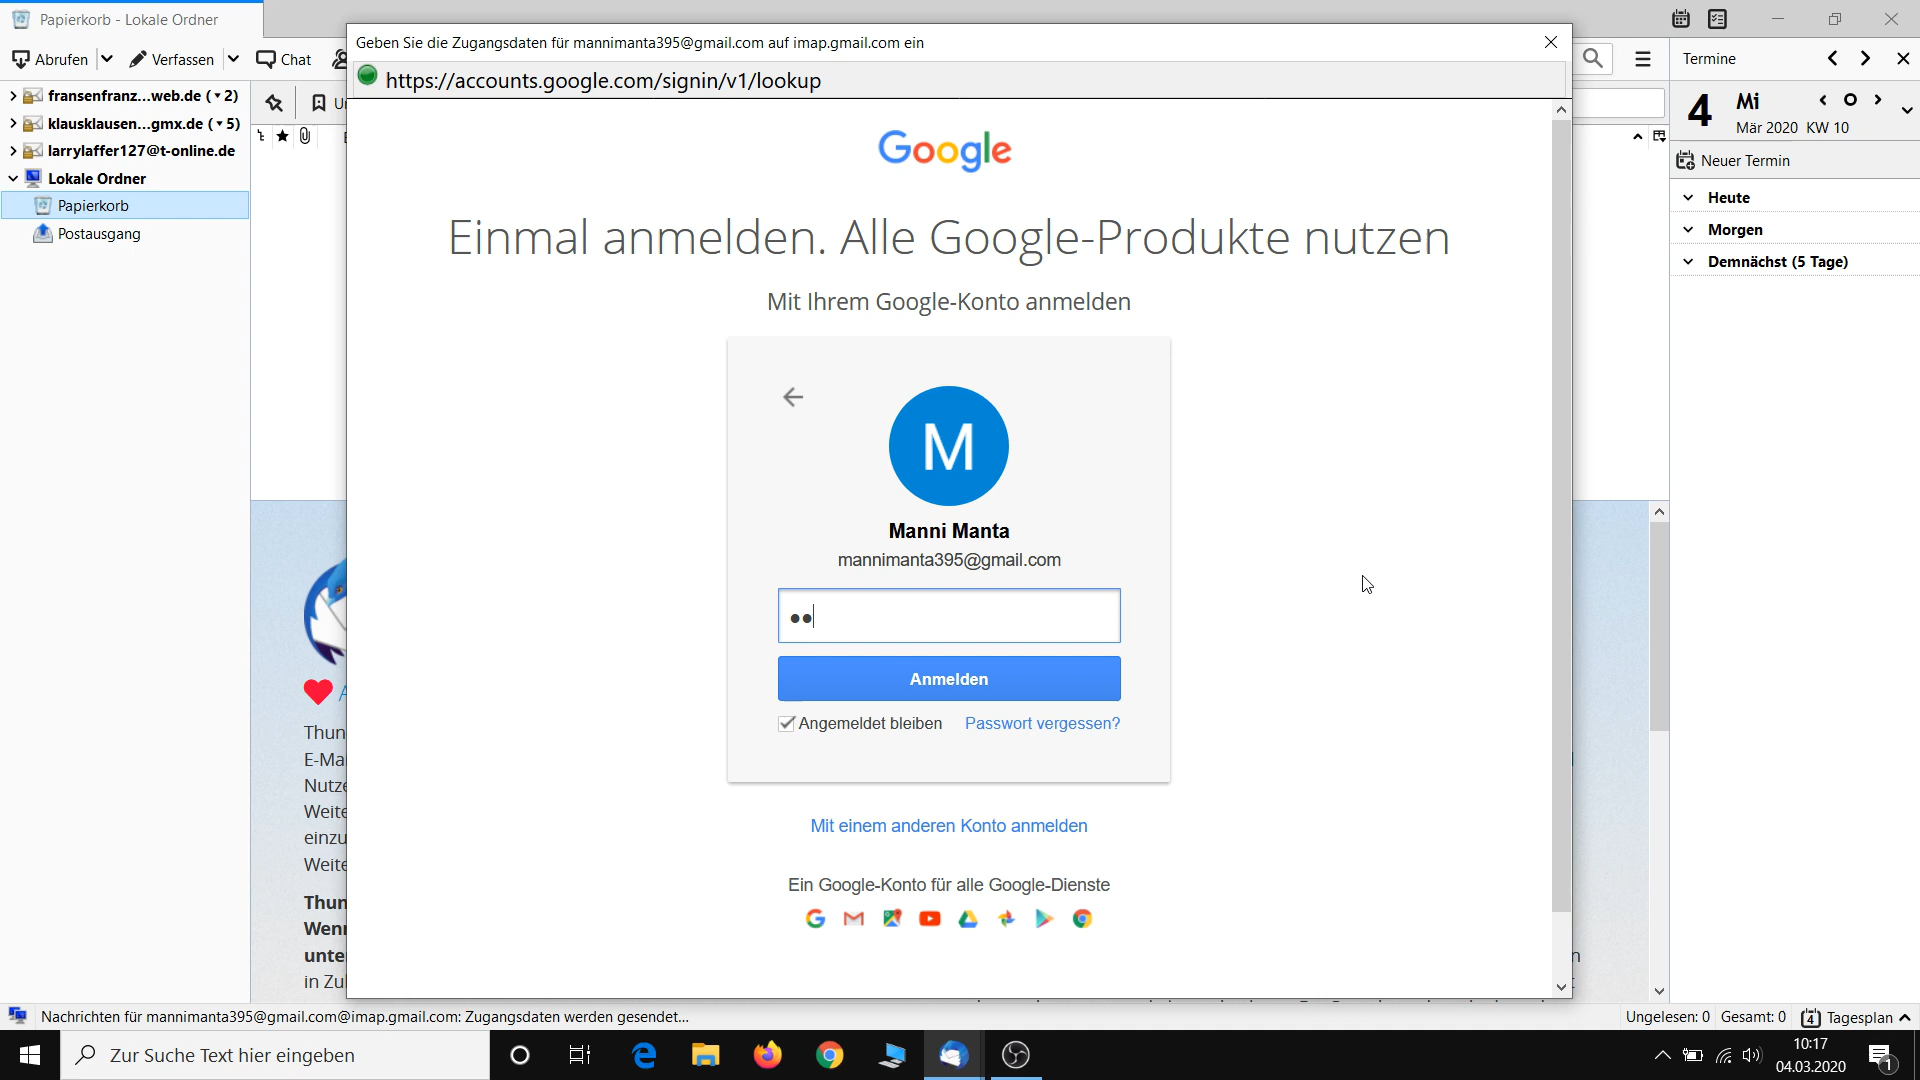 Papierkorb - Lokale Ordner
Abrufen
Verfassen
Chat
Geben Sie die Zugangsdaten für mannimanta395@gmail.com auf imap.gmail.com ein
https://accounts.google.com/signin/v1/lookup
Termine
fransenfranz...web.de (▾ 2)
klausklausen...gmx.de (▾ 5)
larrylaffer127@t-online.de
Lokale Ordner
Papierkorb
Postausgang
4
Mi
Mär 2020 KW 10
Neuer Termin
Heute
Morgen
Demnächst (5 Tage)
Google
Einmal anmelden. Alle Google-Produkte nutzen
Mit Ihrem Google-Konto anmelden
M
Manni Manta
mannimanta395@gmail.com
Anmelden
Angemeldet bleiben
Passwort vergessen?
Mit einem anderen Konto anmelden
Ein Google-Konto für alle Google-Dienste
Thun
E-Ma
Nutze
Weite
einzu
Weite
Thun
Wenn
unte
in Zul
Nachrichten für mannimanta395@gmail.com@imap.gmail.com: Zugangsdaten werden gesendet...
Ungelesen: 0 Gesamt: 0
4 Tagesplan
Zur Suche Text hier eingeben
10:17
04.03.2020
1